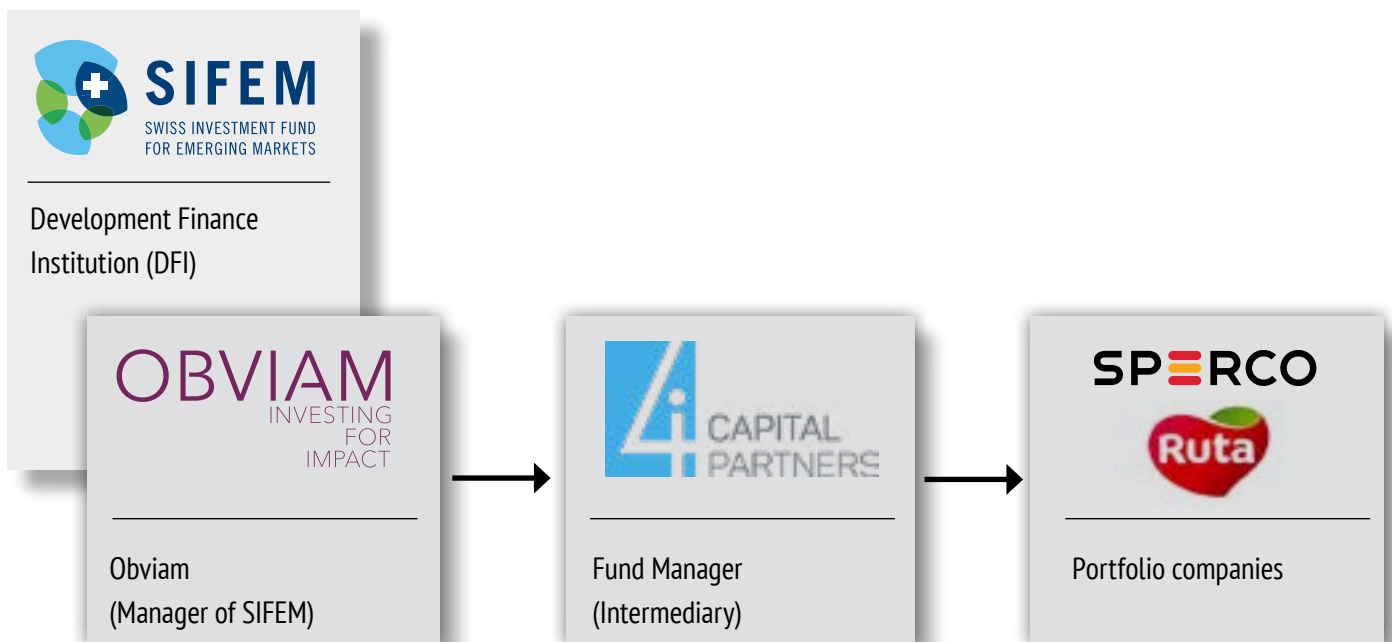 SIFEM
SWISS INVESTMENT FUND
FOR EMERGING MARKETS
Development Finance
Institution (DFI)
OBVIAM
INVESTING
FOR
IMPACT
Obviam
(Manager of SIFEM)
4i
CAPITAL
PARTNERS
Fund Manager
(Intermediary)
SPERCO
Ruta
Portfolio companies